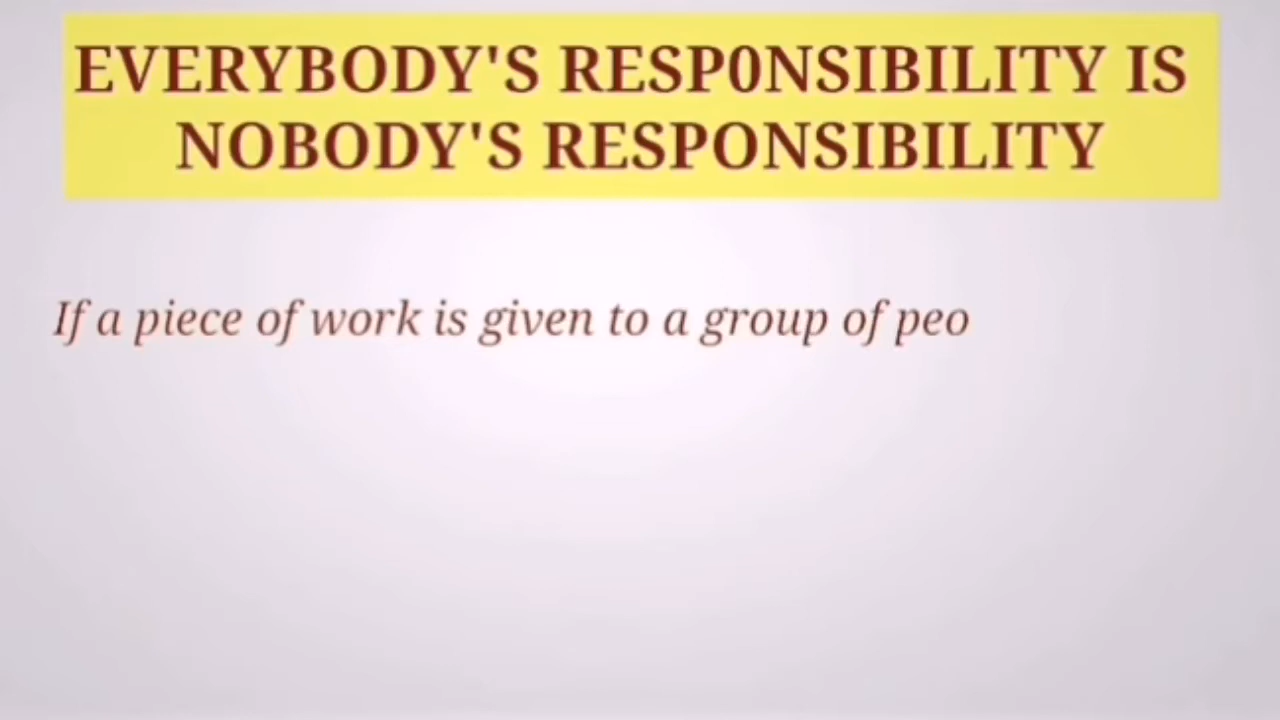 EVERYBODY'S RESP0NSIBILITY IS
NOBODY'S RESPONSIBILITY
If a piece of work is given to a group of peo